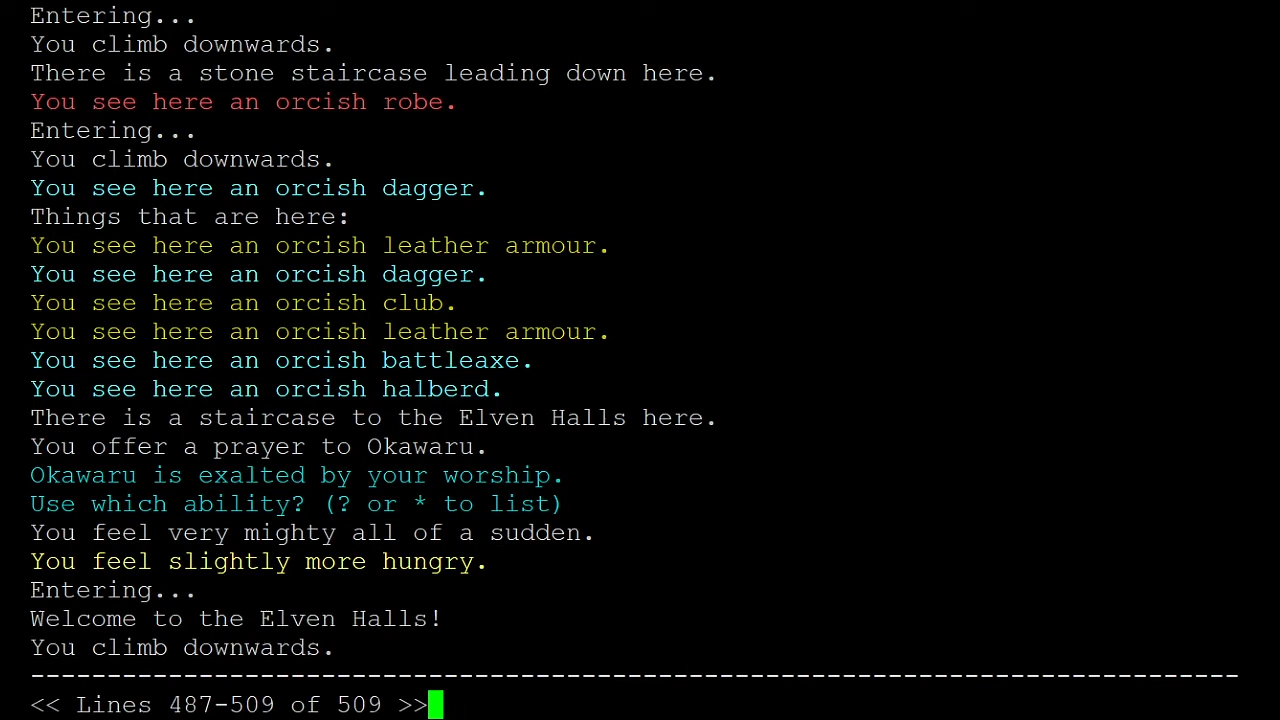 Entering...
You climb downwards.
There is a stone staircase leading down here.
You see here an orcish robe.
Entering...
You climb downwards.
You see here an orcish dagger.
Things that are here:
You see here an orcish leather armour.
You see here an orcish dagger.
You see here an orcish club.
You see here an orcish leather armour.
You see here an orcish battleaxe.
You see here an orcish halberd.
There is a staircase to the Elven Halls here.
You offer a prayer to Okawaru.
Okawaru is exalted by your worship.
Use which ability? (? or * to list)
You feel very mighty all of a sudden.
You feel slightly more hungry.
Entering...
Welcome to the Elven Halls!
You climb downwards.
-------------------------------------------------------------------------------
<< Lines 487-509 of 509 >>